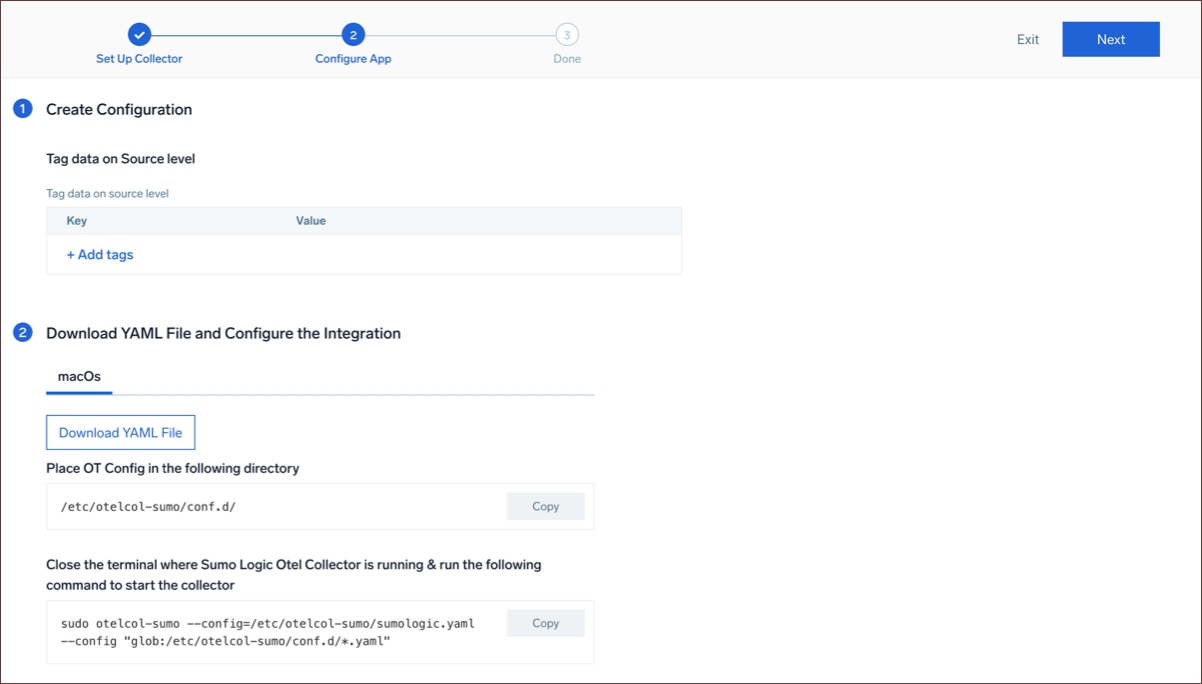 2
3
Set Up Collector
Configure App
Done
Exit
Next
1 Create Configuration
Tag data on Source level
Tag data on source level
Key Value
+ Add tags
2 Download YAML File and Configure the Integration
macOs
Download YAML File
Place OT Config in the following directory
/etc/otelcol-sumo/conf.d/
Copy
Close the terminal where Sumo Logic Otel Collector is running & run the following
command to start the collector
sudo otelcol-sumo --config=/etc/otelcol-sumo/sumologic.yaml
--config "glob:/etc/otelcol-sumo/conf.d/*.yaml"
Copy